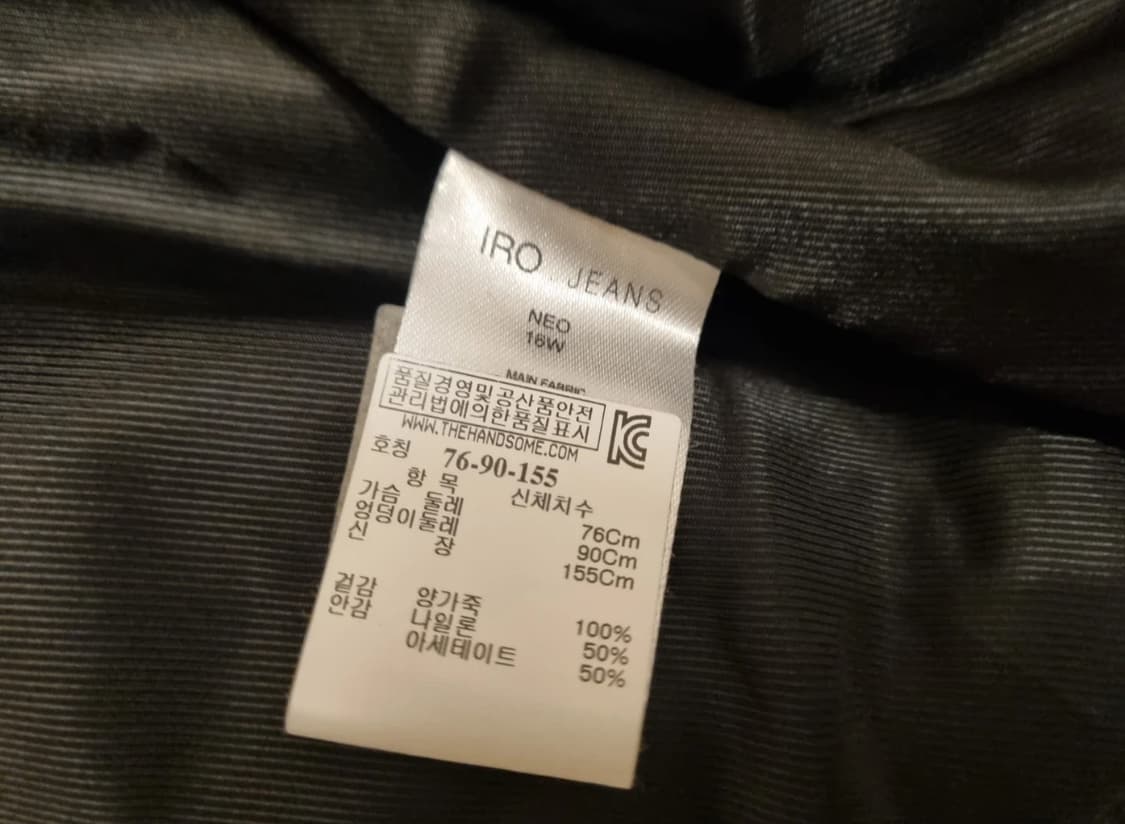 IRO JEANS
NEO
16W
MAIN FABRIC
품질경영및공산품안전
관리법에의한품질표시
WWW.THEHANDSOME.COM
호칭 76-90-155
항 목 신체치수
가슴 둘레 76Cm
엉덩이둘레 90Cm
신 장 155Cm
겉감 양가죽 100%
안감 나일론 50%
아세테이트 50%